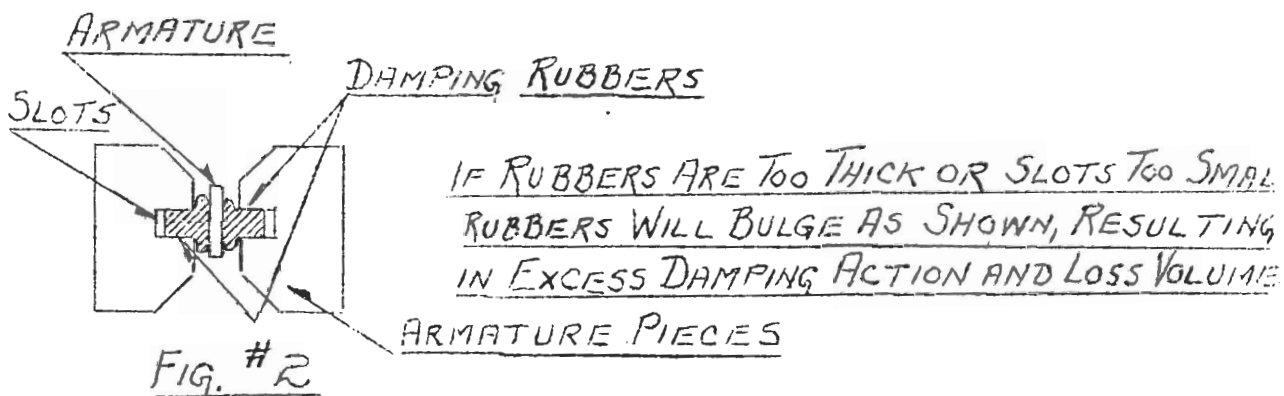 ARMATURE
DAMPING RUBBERS
SLOTS
IF RUBBERS ARE TOO THICK OR SLOTS TOO SMAL
RUBBERS WILL BULGE AS SHOWN, RESULTING
IN EXCESS DAMPING ACTION AND LOSS VOLUME
ARMATURE PIECES
FIG. #2